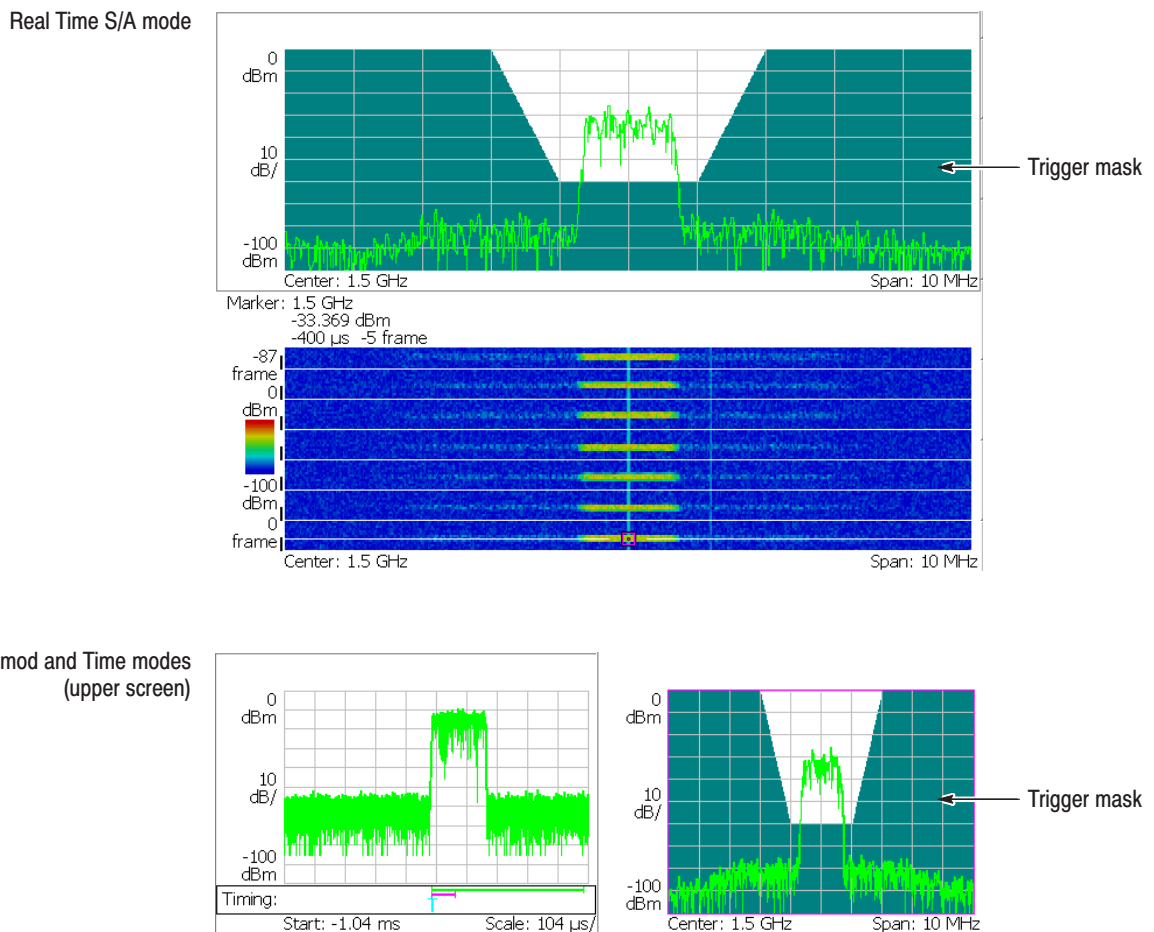 Real Time S/A mode
0
dBm
10
dB/
-100
dBm
Center: 1.5 GHz
Span: 10 MHz
Trigger mask
Marker: 1.5 GHz
-33.369 dBm
-400 µs -5 frame
-87
frame
0
dBm
-100
dBm
0
frame
Center: 1.5 GHz
Span: 10 MHz
mod and Time modes
(upper screen)
0
dBm
10
dB/
-100
dBm
Timing:
Start: -1.04 ms
Scale: 104 µs/
0
dBm
10
dB/
-100
dBm
Center: 1.5 GHz
Span: 10 MHz
Trigger mask